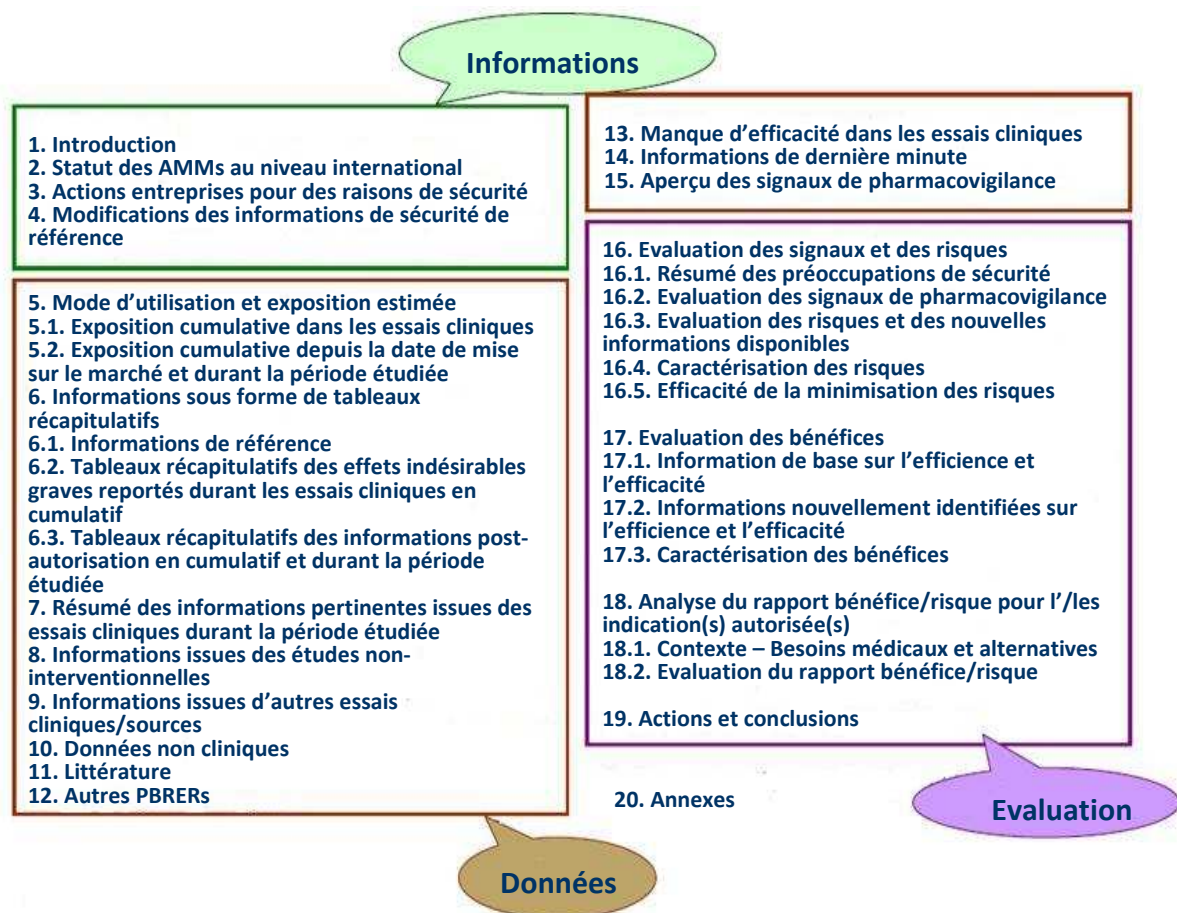 Informations
1. Introduction
2. Statut des AMMs au niveau international
3. Actions entreprises pour des raisons de sécurité
4. Modifications des informations de sécurité de
référence
5. Mode d’utilisation et exposition estimée
5.1. Exposition cumulative dans les essais cliniques
5.2. Exposition cumulative depuis la date de mise
sur le marché et durant la période étudiée
6. Informations sous forme de tableaux
récapitulatifs
6.1. Informations de référence
6.2. Tableaux récapitulatifs des effets indésirables
graves reportés durant les essais cliniques en
cumulatif
6.3. Tableaux récapitulatifs des informations post-
autorisation en cumulatif et durant la période
étudiée
7. Résumé des informations pertinentes issues des
essais cliniques durant la période étudiée
8. Informations issues des études non-
interventionnelles
9. Informations issues d’autres essais
cliniques/sources
10. Données non cliniques
11. Littérature
12. Autres PBRERs
Données
13. Manque d’efficacité dans les essais cliniques
14. Informations de dernière minute
15. Aperçu des signaux de pharmacovigilance
16. Evaluation des signaux et des risques
16.1. Résumé des préoccupations de sécurité
16.2. Evaluation des signaux de pharmacovigilance
16.3. Evaluation des risques et des nouvelles
informations disponibles
16.4. Caractérisation des risques
16.5. Efficacité de la minimisation des risques
17. Evaluation des bénéfices
17.1. Information de base sur l’efficience et
l’efficacité
17.2. Informations nouvellement identifiées sur
l’efficience et l’efficacité
17.3. Caractérisation des bénéfices
18. Analyse du rapport bénéfice/risque pour l’/les
indication(s) autorisée(s)
18.1. Contexte – Besoins médicaux et alternatives
18.2. Evaluation du rapport bénéfice/risque
19. Actions et conclusions
20. Annexes
Evaluation